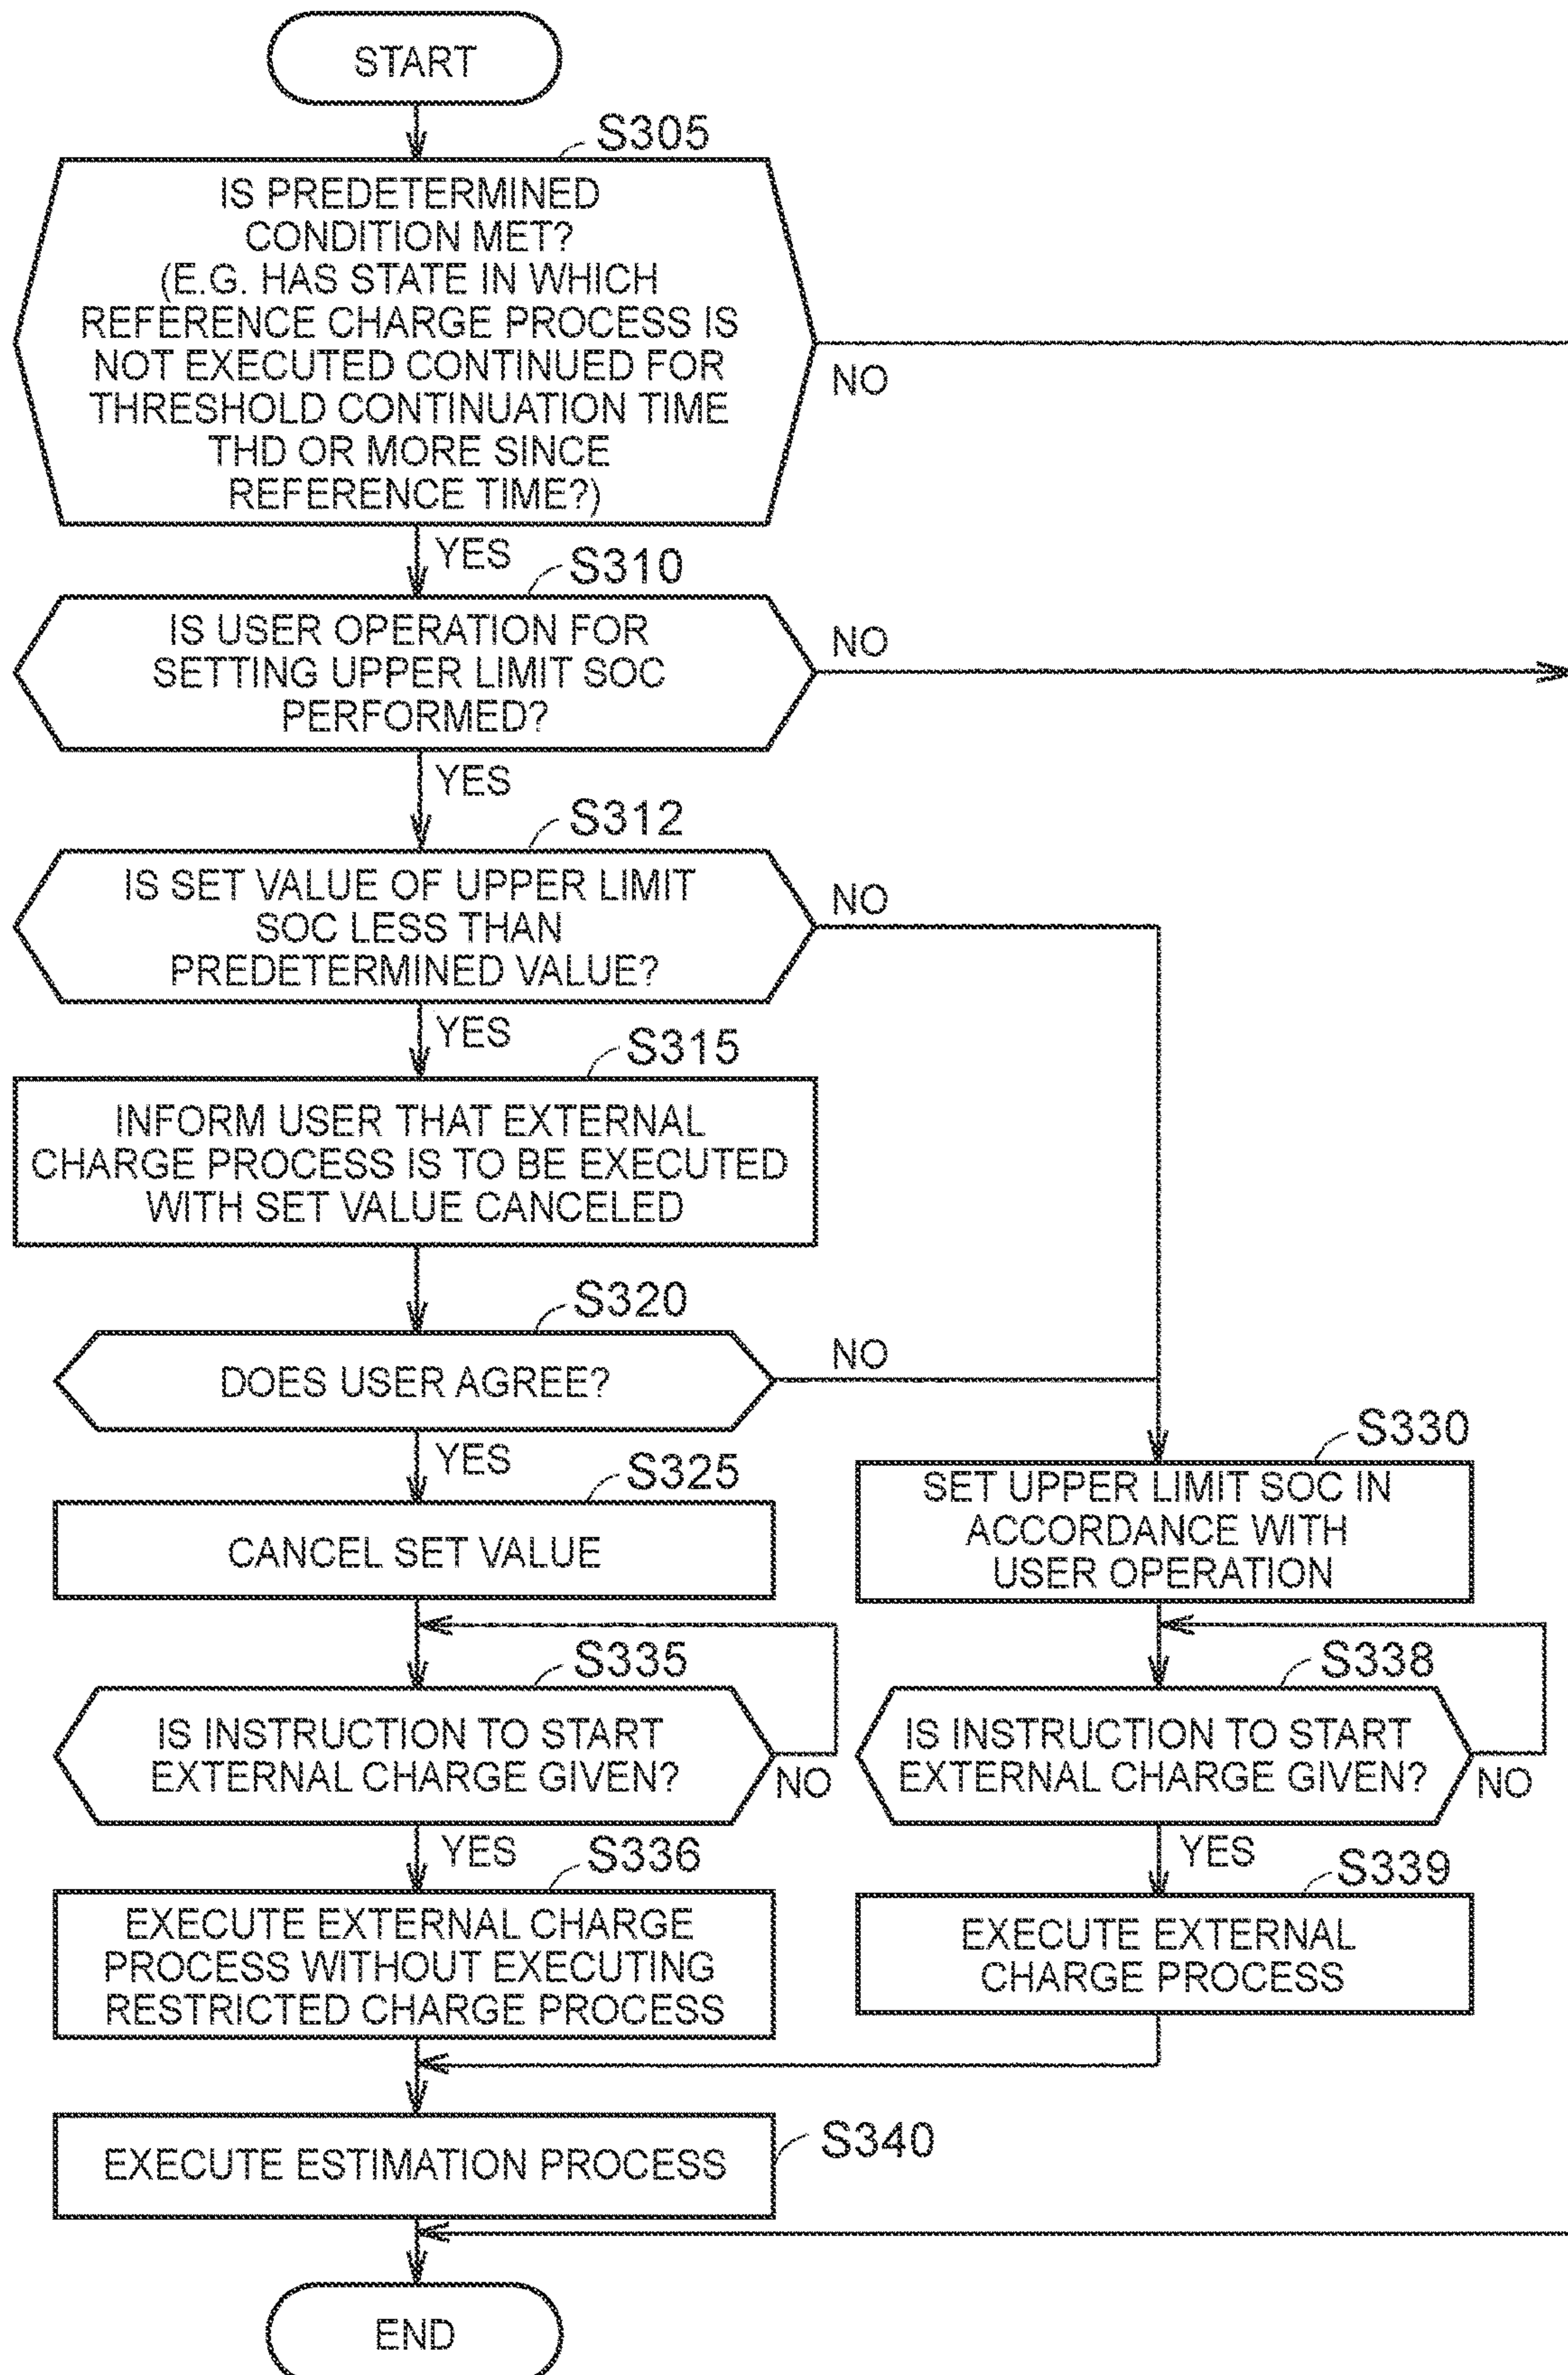 START
S305
IS PREDETERMINED
CONDITION MET?
(E.G. HAS STATE IN WHICH
REFERENCE CHARGE PROCESS IS
NOT EXECUTED CONTINUED FOR
THRESHOLD CONTINUATION TIME
THD OR MORE SINCE
REFERENCE TIME?)
NO
YES
S310
IS USER OPERATION FOR
SETTING UPPER LIMIT SOC
PERFORMED?
NO
YES
S312
IS SET VALUE OF UPPER LIMIT
SOC LESS THAN
PREDETERMINED VALUE?
NO
YES
S315
INFORM USER THAT EXTERNAL
CHARGE PROCESS IS TO BE EXECUTED
WITH SET VALUE CANCELED
S320
DOES USER AGREE?
NO
YES
S325
CANCEL SET VALUE
S330
SET UPPER LIMIT SOC IN
ACCORDANCE WITH
USER OPERATION
S335
IS INSTRUCTION TO START
EXTERNAL CHARGE GIVEN?
NO
YES
S338
IS INSTRUCTION TO START
EXTERNAL CHARGE GIVEN?
NO
YES
S336
EXECUTE EXTERNAL CHARGE
PROCESS WITHOUT EXECUTING
RESTRICTED CHARGE PROCESS
S339
EXECUTE EXTERNAL
CHARGE PROCESS
S340
EXECUTE ESTIMATION PROCESS
END